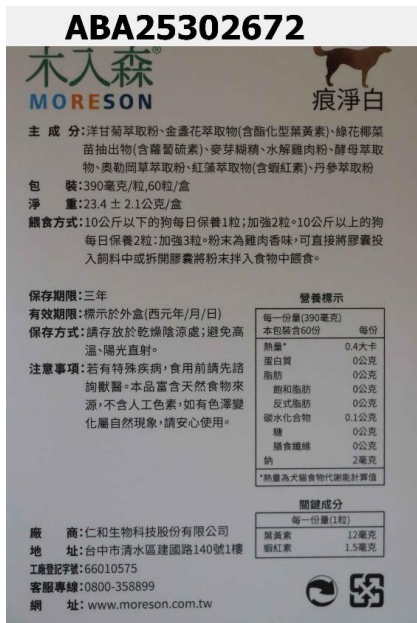 ABA25302672
木入森®
MORESON
痕淨白
主成分:洋甘菊萃取粉、金盞花萃取物(含酯化型葉黃素)、綠花椰菜
苗抽出物(含蘿蔔硫素)、麥芽糊精、水解雞肉粉、酵母萃取
物、奧勒岡草萃取粉、紅藻萃取物(含蝦紅素)、丹參萃取粉
包裝:390毫克/粒,60粒/盒
淨重:23.4 ± 2.1公克/盒
餵食方式:10公斤以下的狗每日保養1粒;加強2粒。10公斤以上的狗
每日保養2粒;加強3粒。粉末為雞肉香味,可直接將膠囊投
入飼料中或拆開膠囊將粉末拌入食物中餵食。
保存期限:三年
有效期限:標示於外盒(西元年/月/日)
保存方式:請存放於乾燥陰涼處;避免高
溫、陽光直射。
注意事項:若有特殊疾病,食用前請先諮
詢獸醫。本品富含天然食物來
源,不含人工色素,如有色澤變
化屬自然現象,請安心使用。
營養標示
每一份量(390毫克)
本包裝含60份 每份
熱量* 0.4大卡
蛋白質 0公克
脂肪 0公克
飽和脂肪 0公克
反式脂肪 0公克
碳水化合物 0.1公克
糖 0公克
膳食纖維 0公克
鈉 2毫克
*熱量為犬貓食物代謝能計算值
關鍵成分
每一份量(1粒)
葉黃素 12毫克
蝦紅素 1.5毫克
廠商:仁和生物科技股份有限公司
地址:台中市清水區建國路140號1樓
工廠登記字號:66010575
客服專線:0800-358899
網址: www.moreson.com.tw